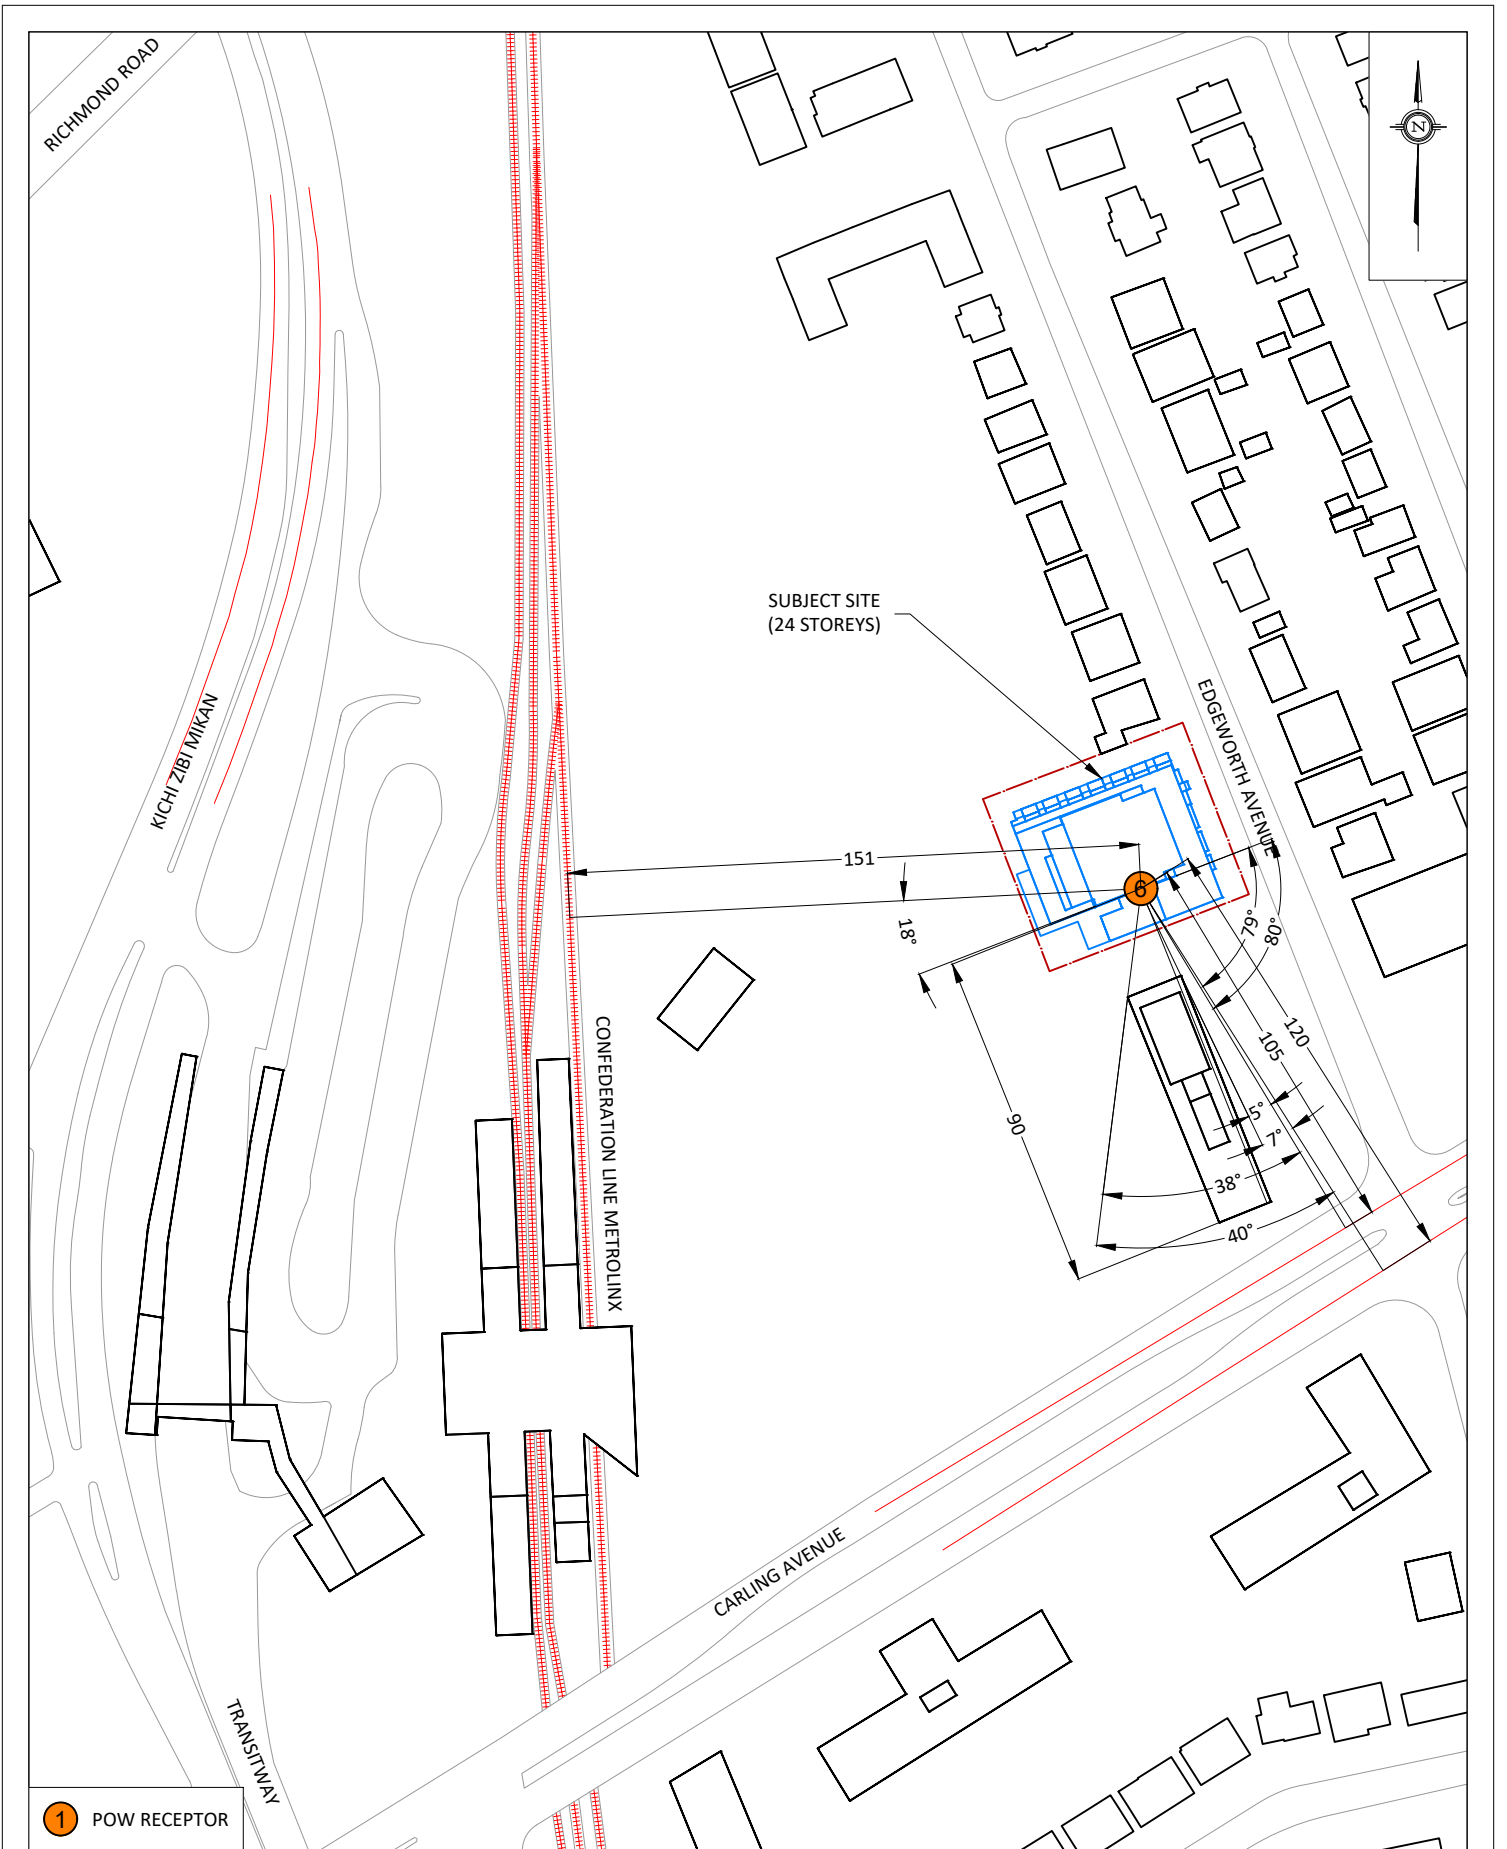 RICHMOND ROAD
N
SUBJECT SITE
(24 STOREYS)
KICHI ZIBI MIKAN
EDGEWORTH AVENUE
151
6
18°
79°
80°
105
120
90
5°
7°
38°
40°
CONFEDERATION LINE METROLINX
CARLING AVENUE
TRANSITWAY
1 POW RECEPTOR